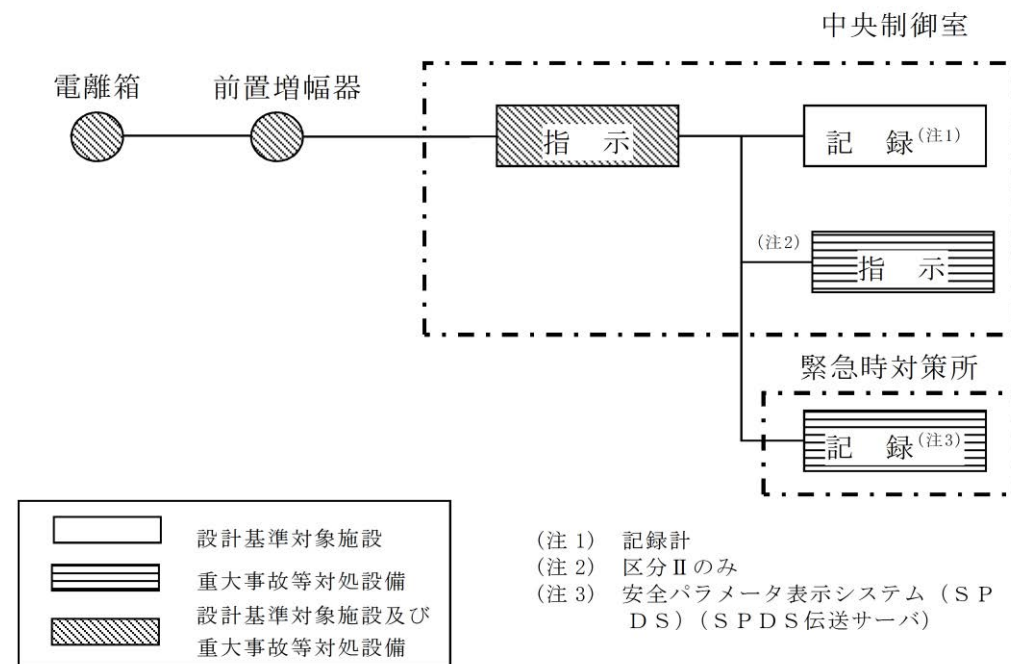 中央制御室
電離箱
前置増幅器
指 示
記 録(注1)
(注2)
指 示
緊急時対策所
記 録(注3)
設計基準対象施設
重大事故等対処設備
設計基準対象施設及び
重大事故等対処設備
(注 1) 記録計
(注 2) 区分Ⅱのみ
(注 3) 安全パラメータ表示システム（ＳＰ
ＤＳ）（ＳＰＤＳ伝送サーバ）